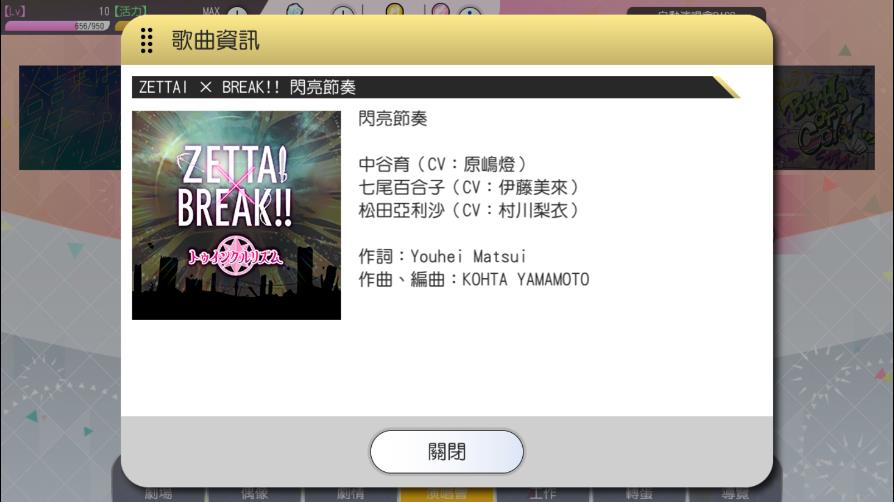 【Lv】
10【活力】
MAX
656/950
歌曲資訊
ZETTAI × BREAK!! 閃亮節奏
ZETTAI
×
BREAK!!
トゥインクルリズム
閃亮節奏
中谷育（CV：原嶋燈）
七尾百合子（CV：伊藤美來）
松田亞利沙（CV：村川梨衣）
作詞：Youhei Matsui
作曲、編曲：KOHTA YAMAMOTO
Birth
of
Color
關閉
劇場
偶像
劇情
演唱會
工作
轉蛋
導覽